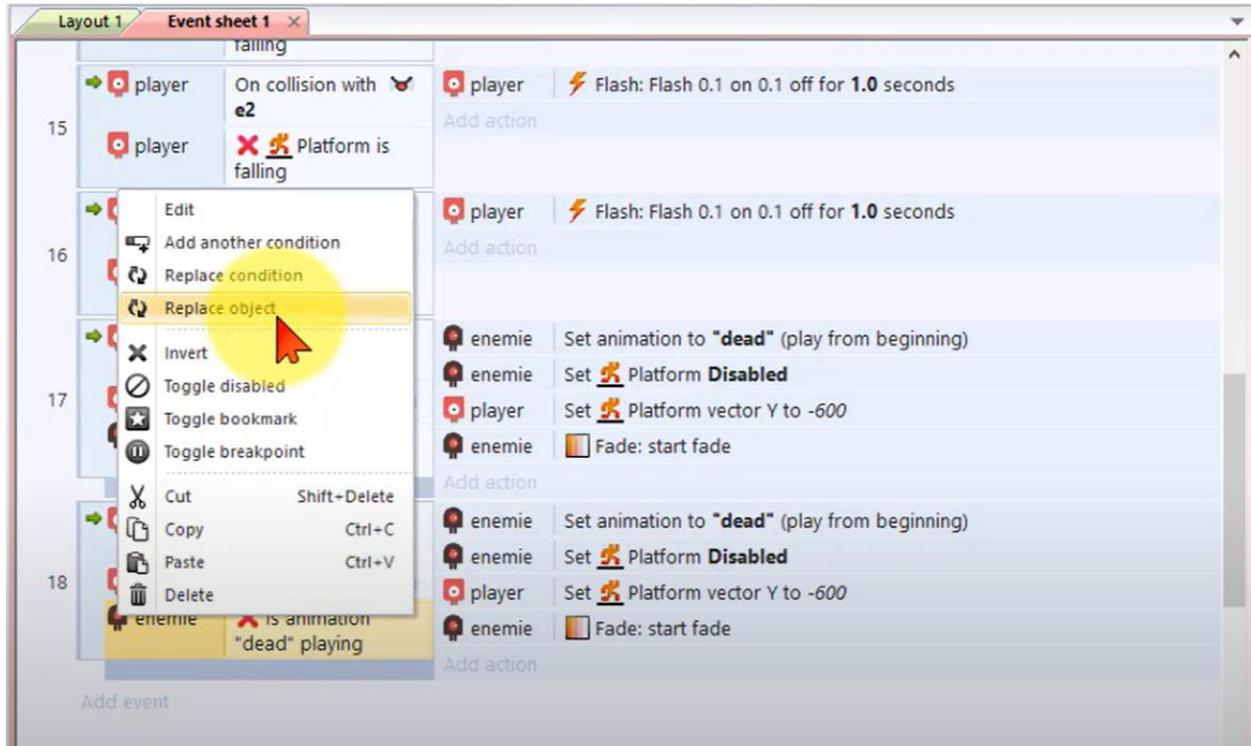 Layout 1
Event sheet 1
falling
15
player
On collision with
e2
player
Platform is
falling
player
Flash: Flash 0.1 on 0.1 off for 1.0 seconds
Add action
16
player
Flash: Flash 0.1 on 0.1 off for 1.0 seconds
Add action
Edit
Add another condition
Replace condition
Replace object
Invert
Toggle disabled
Toggle bookmark
Toggle breakpoint
Cut Shift+Delete
Copy Ctrl+C
Paste Ctrl+V
Delete
17
enemie
Set animation to "dead" (play from beginning)
enemie
Set Platform Disabled
player
Set Platform vector Y to -600
enemie
Fade: start fade
Add action
18
enemie
Is animation
"dead" playing
enemie
Set animation to "dead" (play from beginning)
enemie
Set Platform Disabled
player
Set Platform vector Y to -600
enemie
Fade: start fade
Add action
Add event